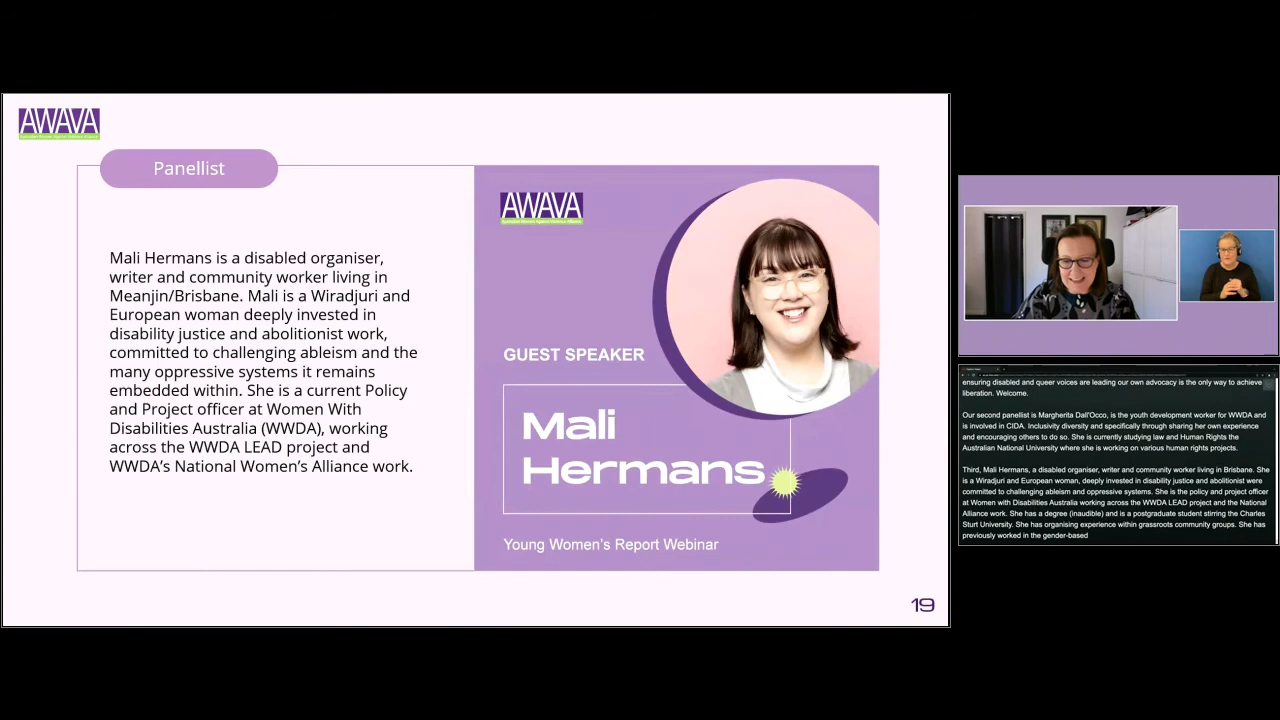 AWAVA
Panellist
Mali Hermans is a disabled organiser,
writer and community worker living in
Meanjin/Brisbane. Mali is a Wiradjuri and
European woman deeply invested in
disability justice and abolitionist work,
committed to challenging ableism and the
many oppressive systems it remains
embedded within. She is a current Policy
and Project officer at Women With
Disabilities Australia (WWDA), working
across the WWDA LEAD project and
WWDA’s National Women’s Alliance work.
AWAVA
GUEST SPEAKER
Mali
Hermans
Young Women’s Report Webinar
19
ensuring disabled and queer voices are leading our own advocacy is the only way to achieve
liberation. Welcome.
Our second panellist is Margherita Dall'Occo, is the youth development worker for WWDA and
is involved in CIDA. Inclusivity diversity and specifically through sharing her own experience
and encouraging others to do so. She is currently studying law and Human Rights the
Australian National University where she is working on various human rights projects.
Third, Mali Hermans, a disabled organiser, writer and community worker living in Brisbane. She
is a Wiradjuri and European woman, deeply invested in disability justice and abolitionist were
committed to challenging ableism and oppressive systems. She is the policy and project officer
at Women with Disabilities Australia working across the WWDA LEAD project and the National
Alliance work. She has a degree (inaudible) and is a postgraduate student stirring the Charles
Sturt University. She has organising experience within grassroots community groups. She has
previously worked in the gender-based